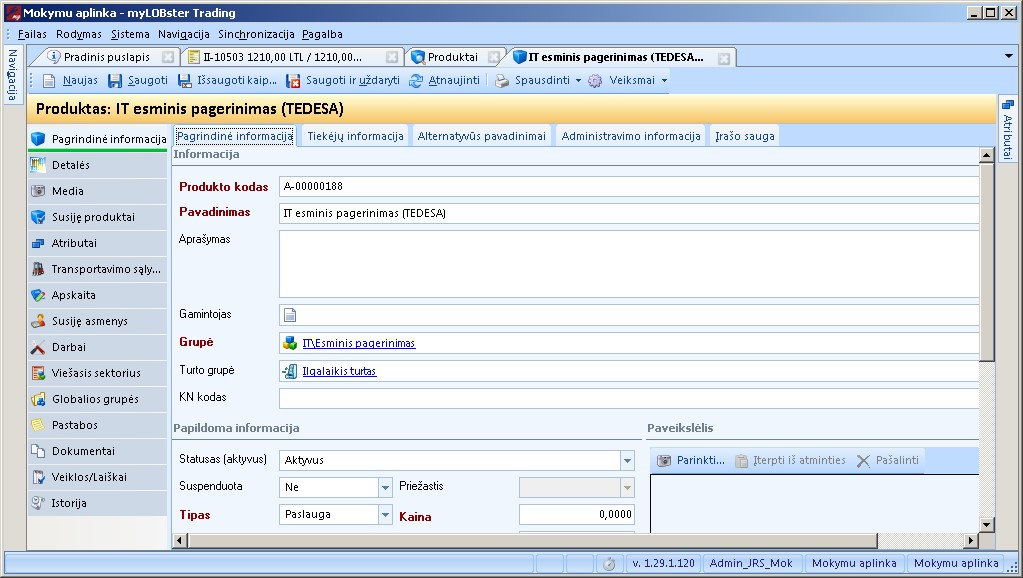 Mokymu aplinka - myLOBster Trading
Failas Rodymas Sistema Navigacija Sinchronizacija Pagalba
Pradinis puslapis II-10503 1210,00 LTL / 1210,00... Produktai IT esminis pagerinimas (TEDESA...
Naujas Saugoti Išsaugoti kaip... Saugoti ir uždaryti Atnaujinti Spausdinti Veiksmai
Navigacija
Produktas: IT esminis pagerinimas (TEDESA)
Atributai
Pagrindinė informacija
Detalės
Media
Susiję produktai
Atributai
Transportavimo sąly...
Apskaita
Susiję asmenys
Darbai
Viešasis sektorius
Globalios grupės
Pastabos
Dokumentai
Veiklos/Laiškai
Istorija
Pagrindinė informacija Tiekėjų informacija Alternatyvūs pavadinimai Administravimo informacija Įrašo sauga
Informacija
Produkto kodas A-00000188
Pavadinimas IT esminis pagerinimas (TEDESA)
Aprašymas
Gamintojas
Grupė IT\Esminis pagerinimas
Turto grupė Ilgalaikis turtas
KN kodas
Papildoma informacija Paveikslėlis
Statusas (aktyvus) Aktyvus Parinkti... Įterpti iš atminties Pašalinti
Suspenduota Ne Priežastis
Tipas Paslauga Kaina 0,0000
v. 1.29.1.120 Admin_JRS_Mok Mokymu aplinka Mokymu aplinka